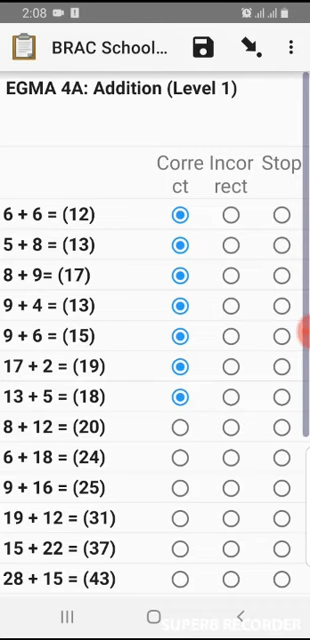 2:08
BRAC School...
EGMA 4A: Addition (Level 1)
Corre Incor Stop
ct rect
6 + 6 = (12)
5 + 8 = (13)
8 + 9= (17)
9 + 4 = (13)
9 + 6 = (15)
17 + 2 = (19)
13 + 5 = (18)
8 + 12 = (20)
6 + 18 = (24)
9 + 16 = (25)
19 + 12 = (31)
15 + 22 = (37)
28 + 15 = (43)
SUPERB RECORDER